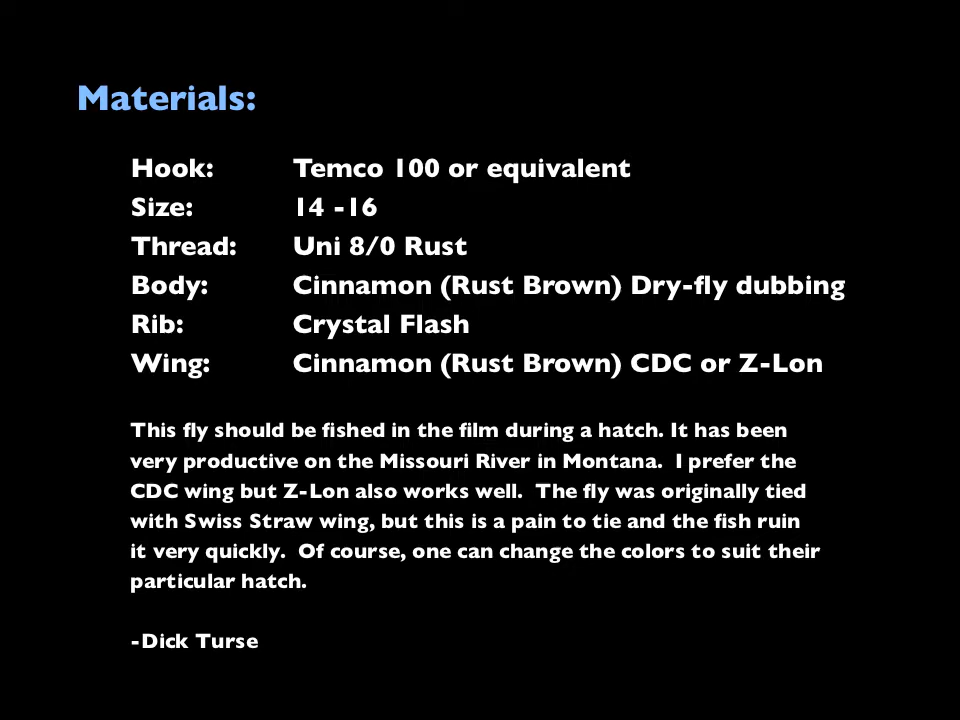 Materials:
Hook: Temco 100 or equivalent
Size: 14 -16
Thread: Uni 8/0 Rust
Body: Cinnamon (Rust Brown) Dry-fly dubbing
Rib: Crystal Flash
Wing: Cinnamon (Rust Brown) CDC or Z-Lon
This fly should be fished in the film during a hatch. It has been
very productive on the Missouri River in Montana.  I prefer the
CDC wing but Z-Lon also works well.  The fly was originally tied
with Swiss Straw wing, but this is a pain to tie and the fish ruin
it very quickly.  Of course, one can change the colors to suit their
particular hatch.
-Dick Turse